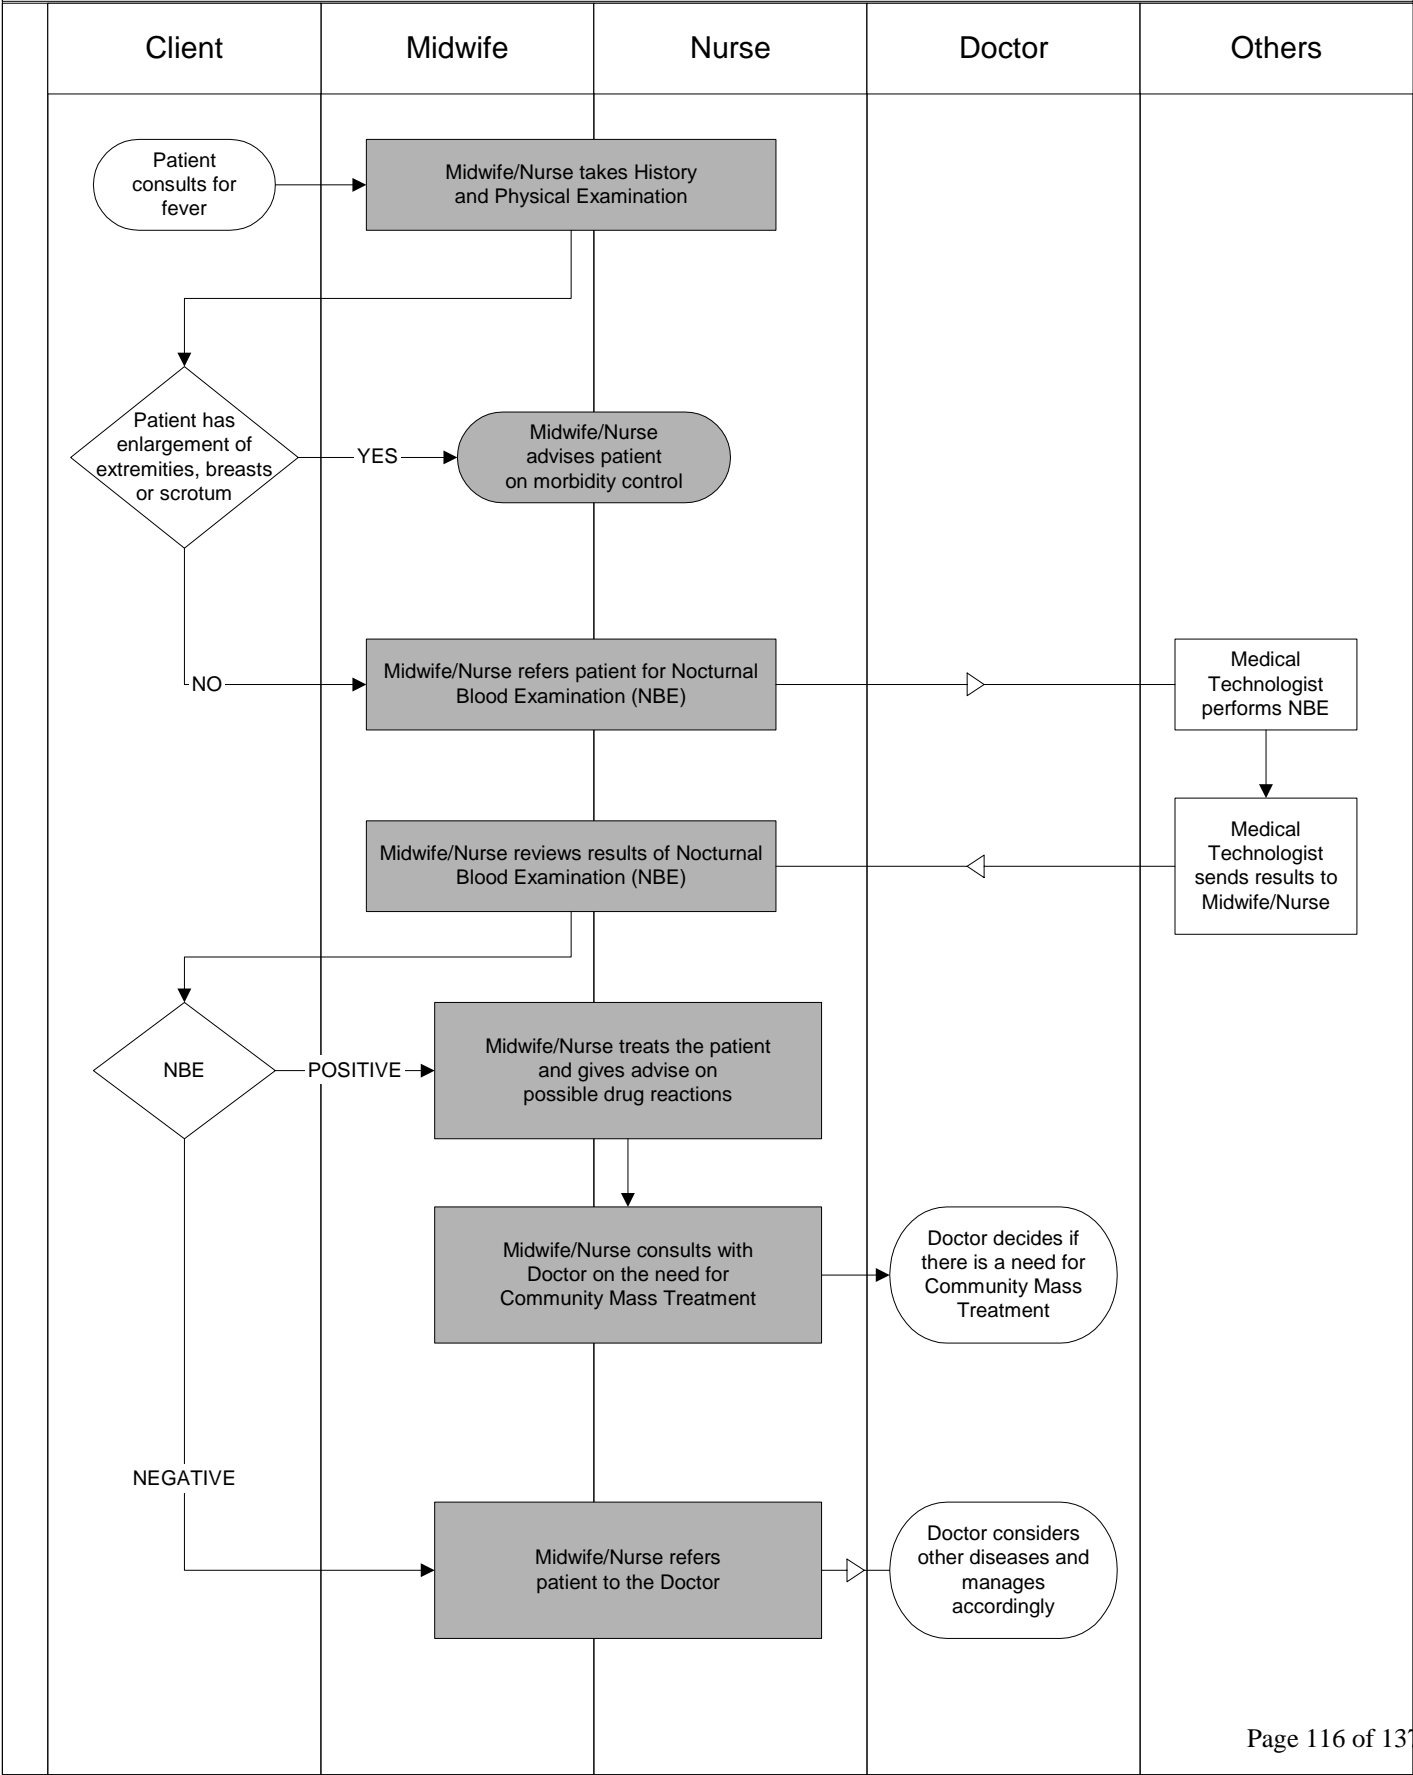 Client
Midwife
Nurse
Doctor
Others
Patient
consults for
fever
Midwife/Nurse takes History
and Physical Examination
Patient has
enlargement of
extremities, breasts
or scrotum
YES
Midwife/Nurse
advises patient
on morbidity control
NO
Midwife/Nurse refers patient for Nocturnal
Blood Examination (NBE)
Medical
Technologist
performs NBE
Medical
Technologist
sends results to
Midwife/Nurse
Midwife/Nurse reviews results of Nocturnal
Blood Examination (NBE)
NBE
POSITIVE
Midwife/Nurse treats the patient
and gives advise on
possible drug reactions
Midwife/Nurse consults with
Doctor on the need for
Community Mass Treatment
Doctor decides if
there is a need for
Community Mass
Treatment
NEGATIVE
Midwife/Nurse refers
patient to the Doctor
Doctor considers
other diseases and
manages
accordingly
Page 116 of 137